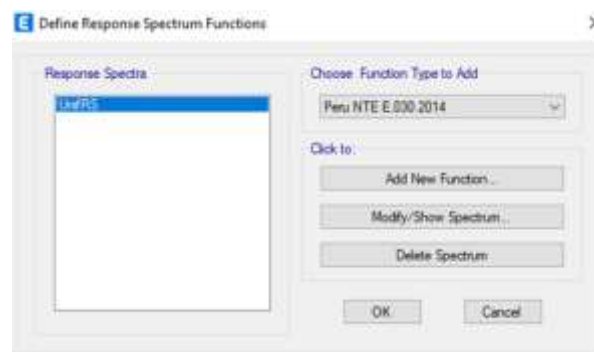 E Define Response Spectrum Functions
Response Spectra
UnifRS
Choose Function Type to Add
Peru NTE E.030 2014
Click to:
Add New Function...
Modify/Show Spectrum...
Delete Spectrum
OK
Cancel